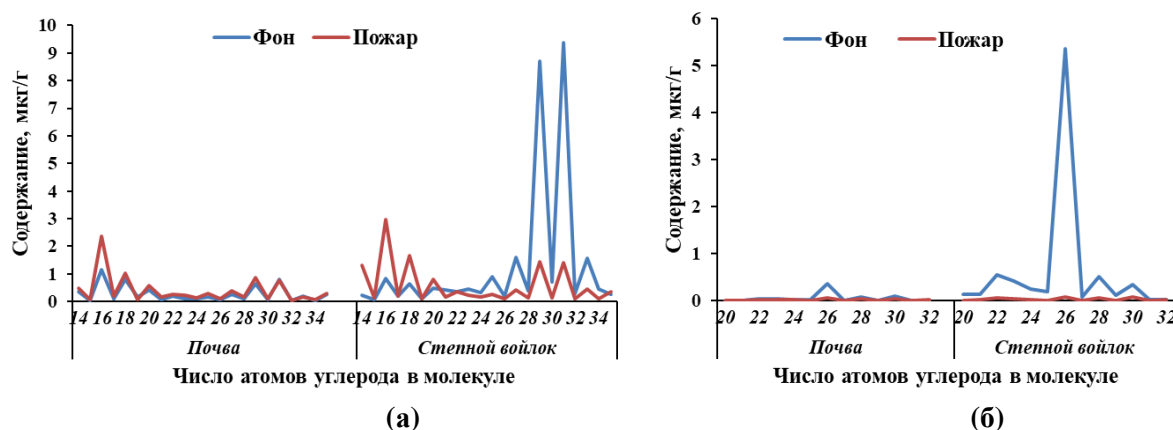 Фон Пожар
Содержание, мкг/г
10
9
8
7
6
5
4
3
2
1
0
14 16 18 20 22 24 26 28 30 32 34 14 16 18 20 22 24 26 28 30 32 34
Почва Степной войлок
Число атомов углерода в молекуле
(а)
Фон Пожар
Содержание, мкг/г
6
5
4
3
2
1
0
20 22 24 26 28 30 32 20 22 24 26 28 30 32
Почва Степной войлок
Число атомов углерода в молекуле
(б)